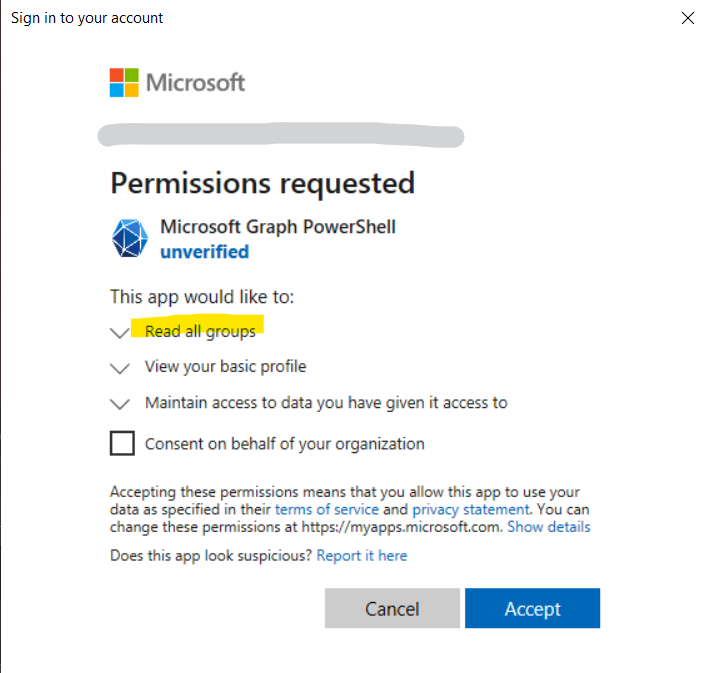 Sign in to your account
Microsoft
Permissions requested
Microsoft Graph PowerShell
unverified
This app would like to:
Read all groups
View your basic profile
Maintain access to data you have given it access to
Consent on behalf of your organization
Accepting these permissions means that you allow this app to use your
data as specified in their terms of service and privacy statement. You can
change these permissions at https://myapps.microsoft.com. Show details
Does this app look suspicious? Report it here
Cancel
Accept